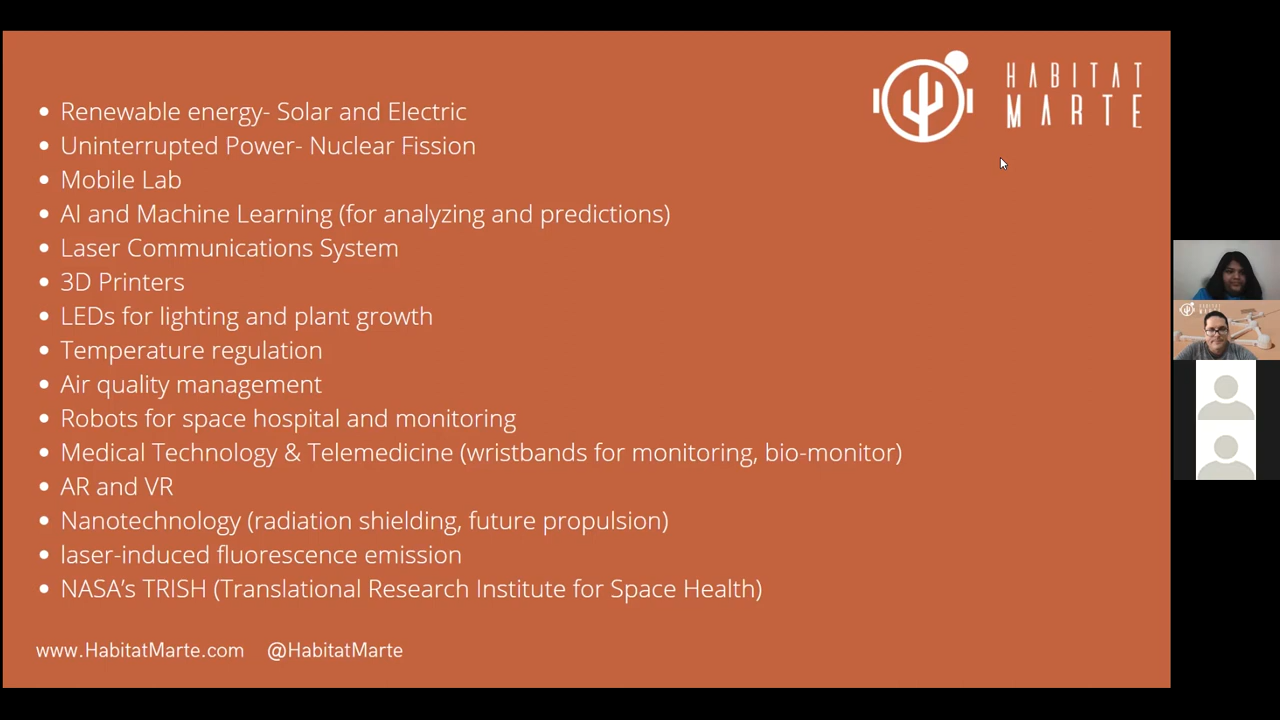 HABITAT
MARTE
• Renewable energy- Solar and Electric
• Uninterrupted Power- Nuclear Fission
• Mobile Lab
• AI and Machine Learning (for analyzing and predictions)
• Laser Communications System
• 3D Printers
• LEDs for lighting and plant growth
• Temperature regulation
• Air quality management
• Robots for space hospital and monitoring
• Medical Technology & Telemedicine (wristbands for monitoring, bio-monitor)
• AR and VR
• Nanotechnology (radiation shielding, future propulsion)
• laser-induced fluorescence emission
• NASA's TRISH (Translational Research Institute for Space Health)
www.HabitatMarte.com @HabitatMarte
HABITAT
MARTE